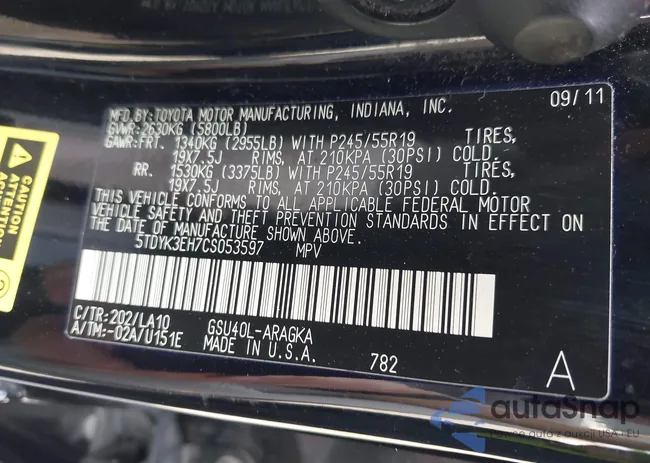 MFD.BY:TOYOTA MOTOR MANUFACTURING, INDIANA, INC. 09/11
GVWR:2630KG (5800LB)
GAWR:FRT. 1340KG (2955LB) WITH P245/55R19 TIRES,
19X7.5J RIMS, AT 210KPA (30PSI) COLD.
RR. 1530KG (3375LB) WITH P245/55R19 TIRES,
19X7.5J RIMS, AT 210KPA (30PSI) COLD.
THIS VEHICLE CONFORMS TO ALL APPLICABLE FEDERAL MOTOR
VEHICLE SAFETY AND THEFT PREVENTION STANDARDS IN EFFECT ON
THE DATE OF MANUFACTURE SHOWN ABOVE.
5TDYK3EH7CS053597 MPV
C/TR:202/LA10 GSU40L-ARAGKA
A/TM:-02A/U151E MADE IN U.S.A. 782 A
CAUTION
autoSnap